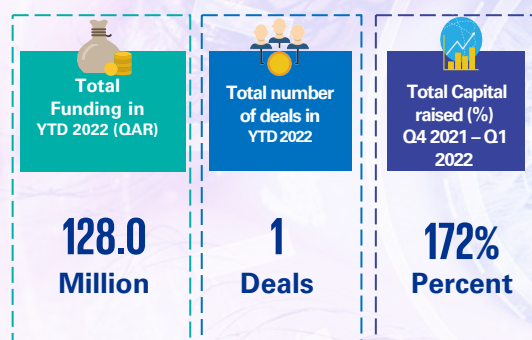 Total
Funding in
YTD 2022 (QAR)
128.0
Million
Total number
of deals in
YTD 2022
1
Deals
Total Capital
raised (%)
Q4 2021 – Q1
2022
172%
Percent